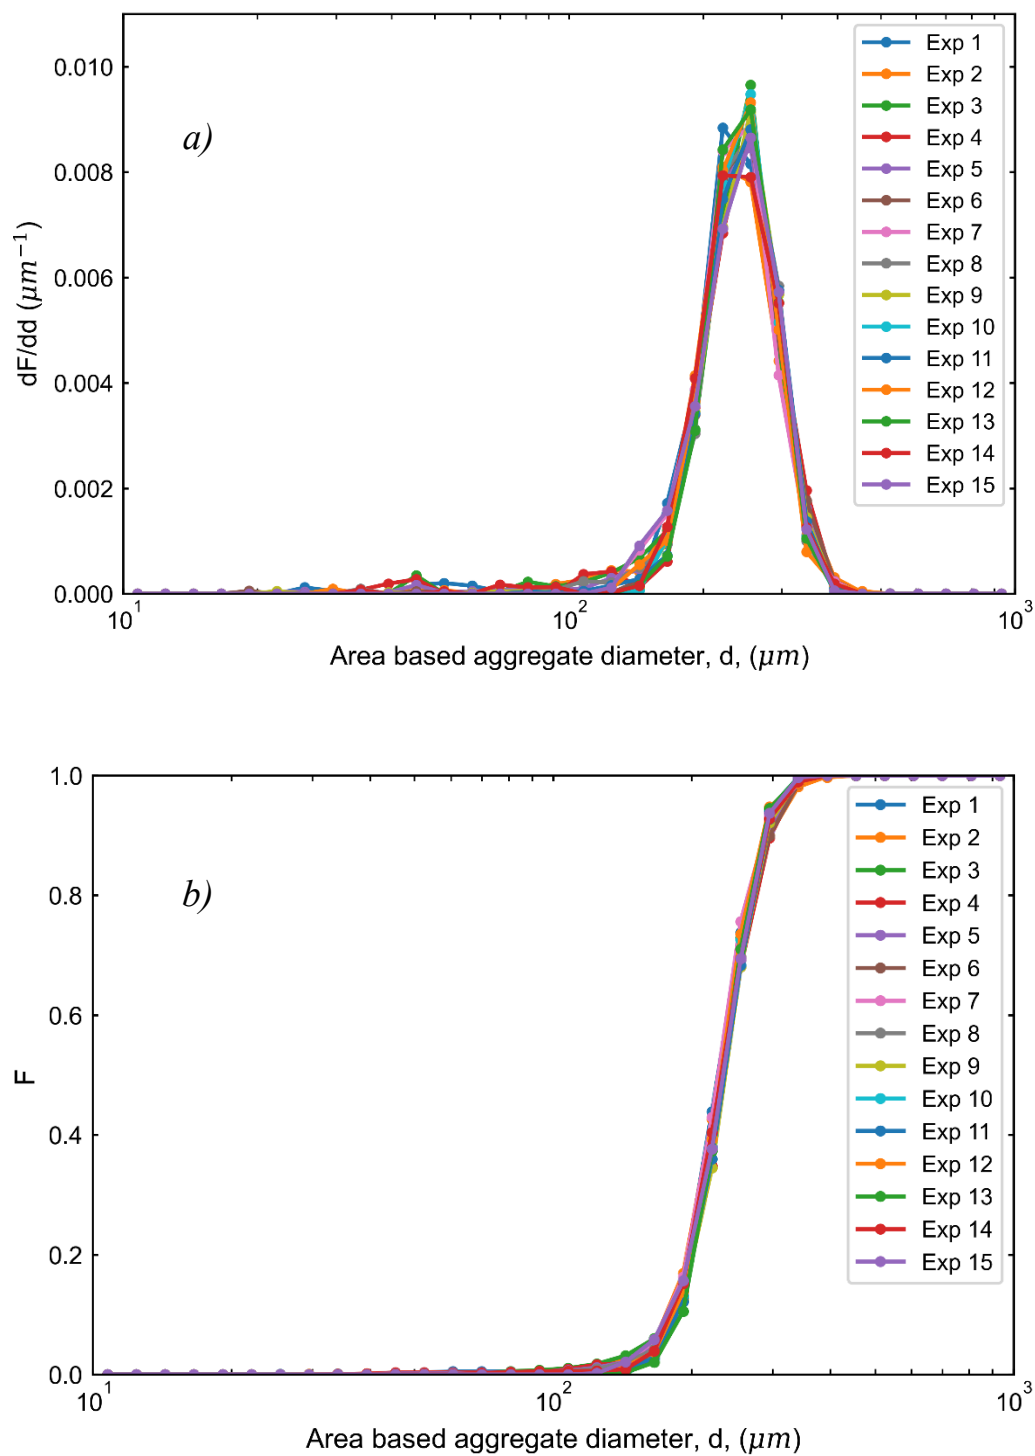 a)
0.010
0.008
0.006
0.004
0.002
0.000
dF/dd (μm⁻¹)
10¹
10²
10³
Area based aggregate diameter, d, (μm)
Exp 1
Exp 2
Exp 3
Exp 4
Exp 5
Exp 6
Exp 7
Exp 8
Exp 9
Exp 10
Exp 11
Exp 12
Exp 13
Exp 14
Exp 15
b)
1.0
0.8
0.6
0.4
0.2
0.0
F
10¹
10²
10³
Area based aggregate diameter, d, (μm)
Exp 1
Exp 2
Exp 3
Exp 4
Exp 5
Exp 6
Exp 7
Exp 8
Exp 9
Exp 10
Exp 11
Exp 12
Exp 13
Exp 14
Exp 15